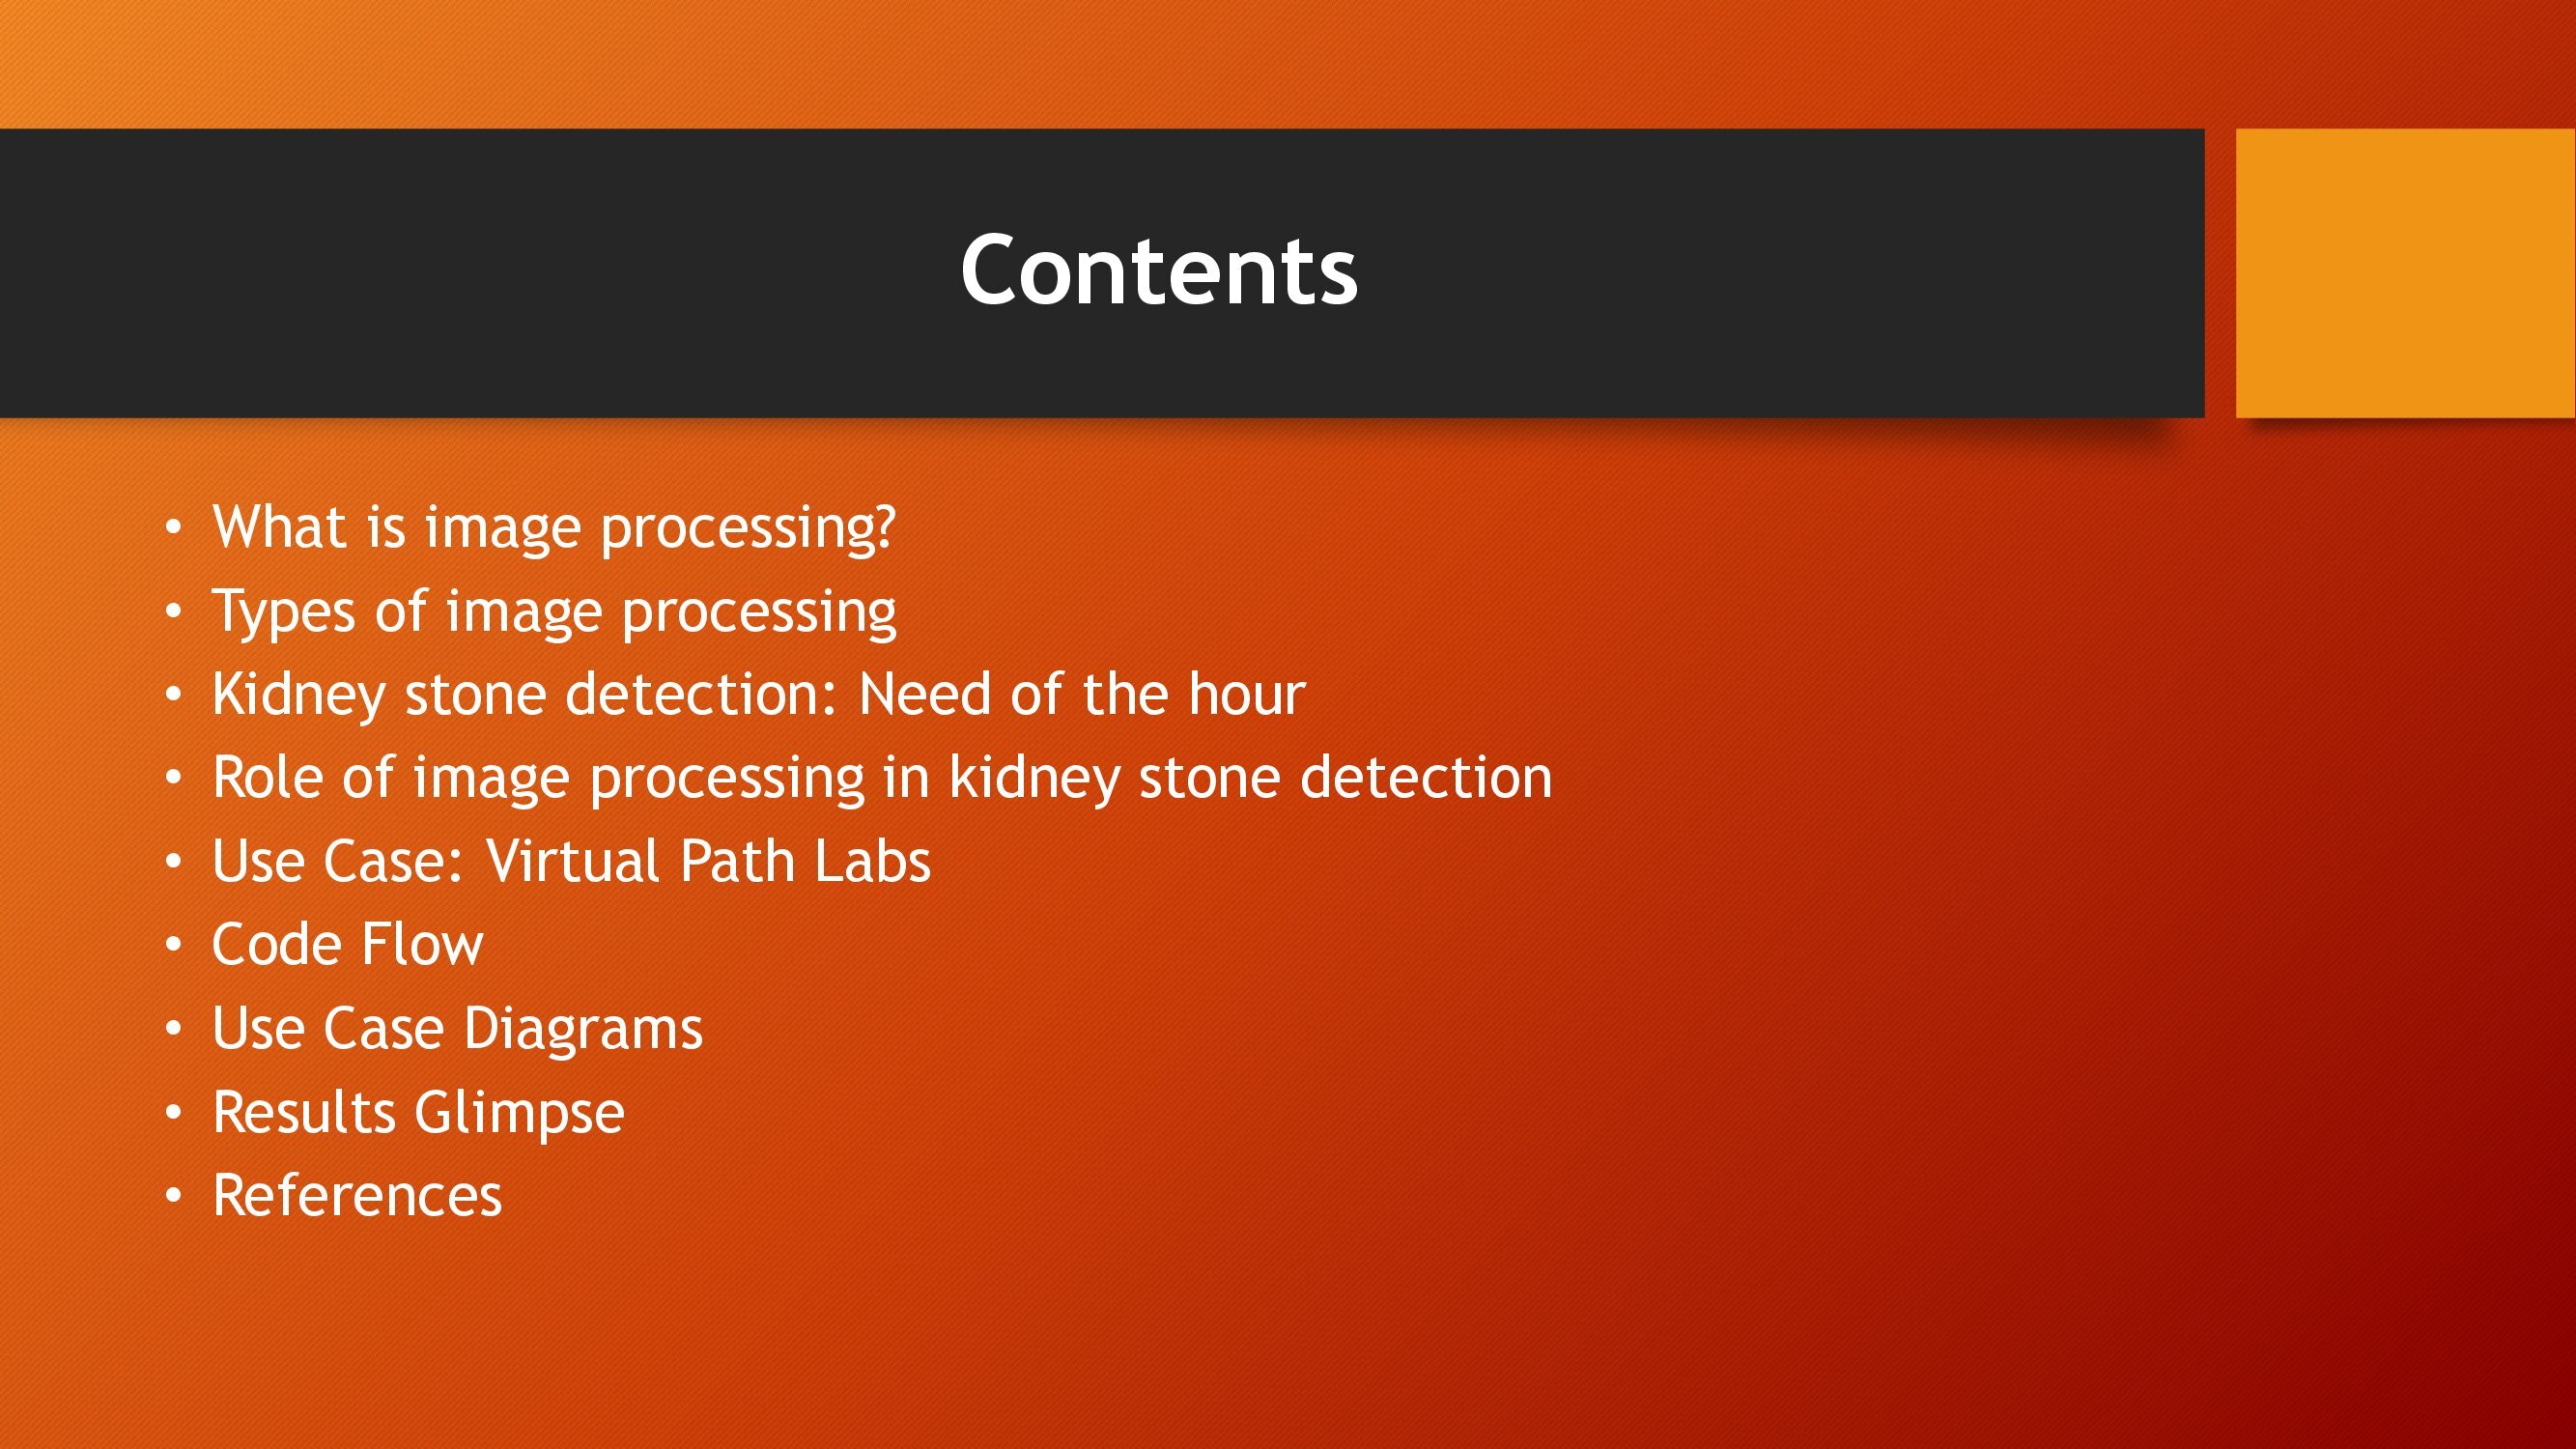 Contents
• What is image processing?
• Types of image processing
• Kidney stone detection: Need of the hour
• Role of image processing in kidney stone detection
• Use Case: Virtual Path Labs
• Code Flow
• Use Case Diagrams
• Results Glimpse
• References